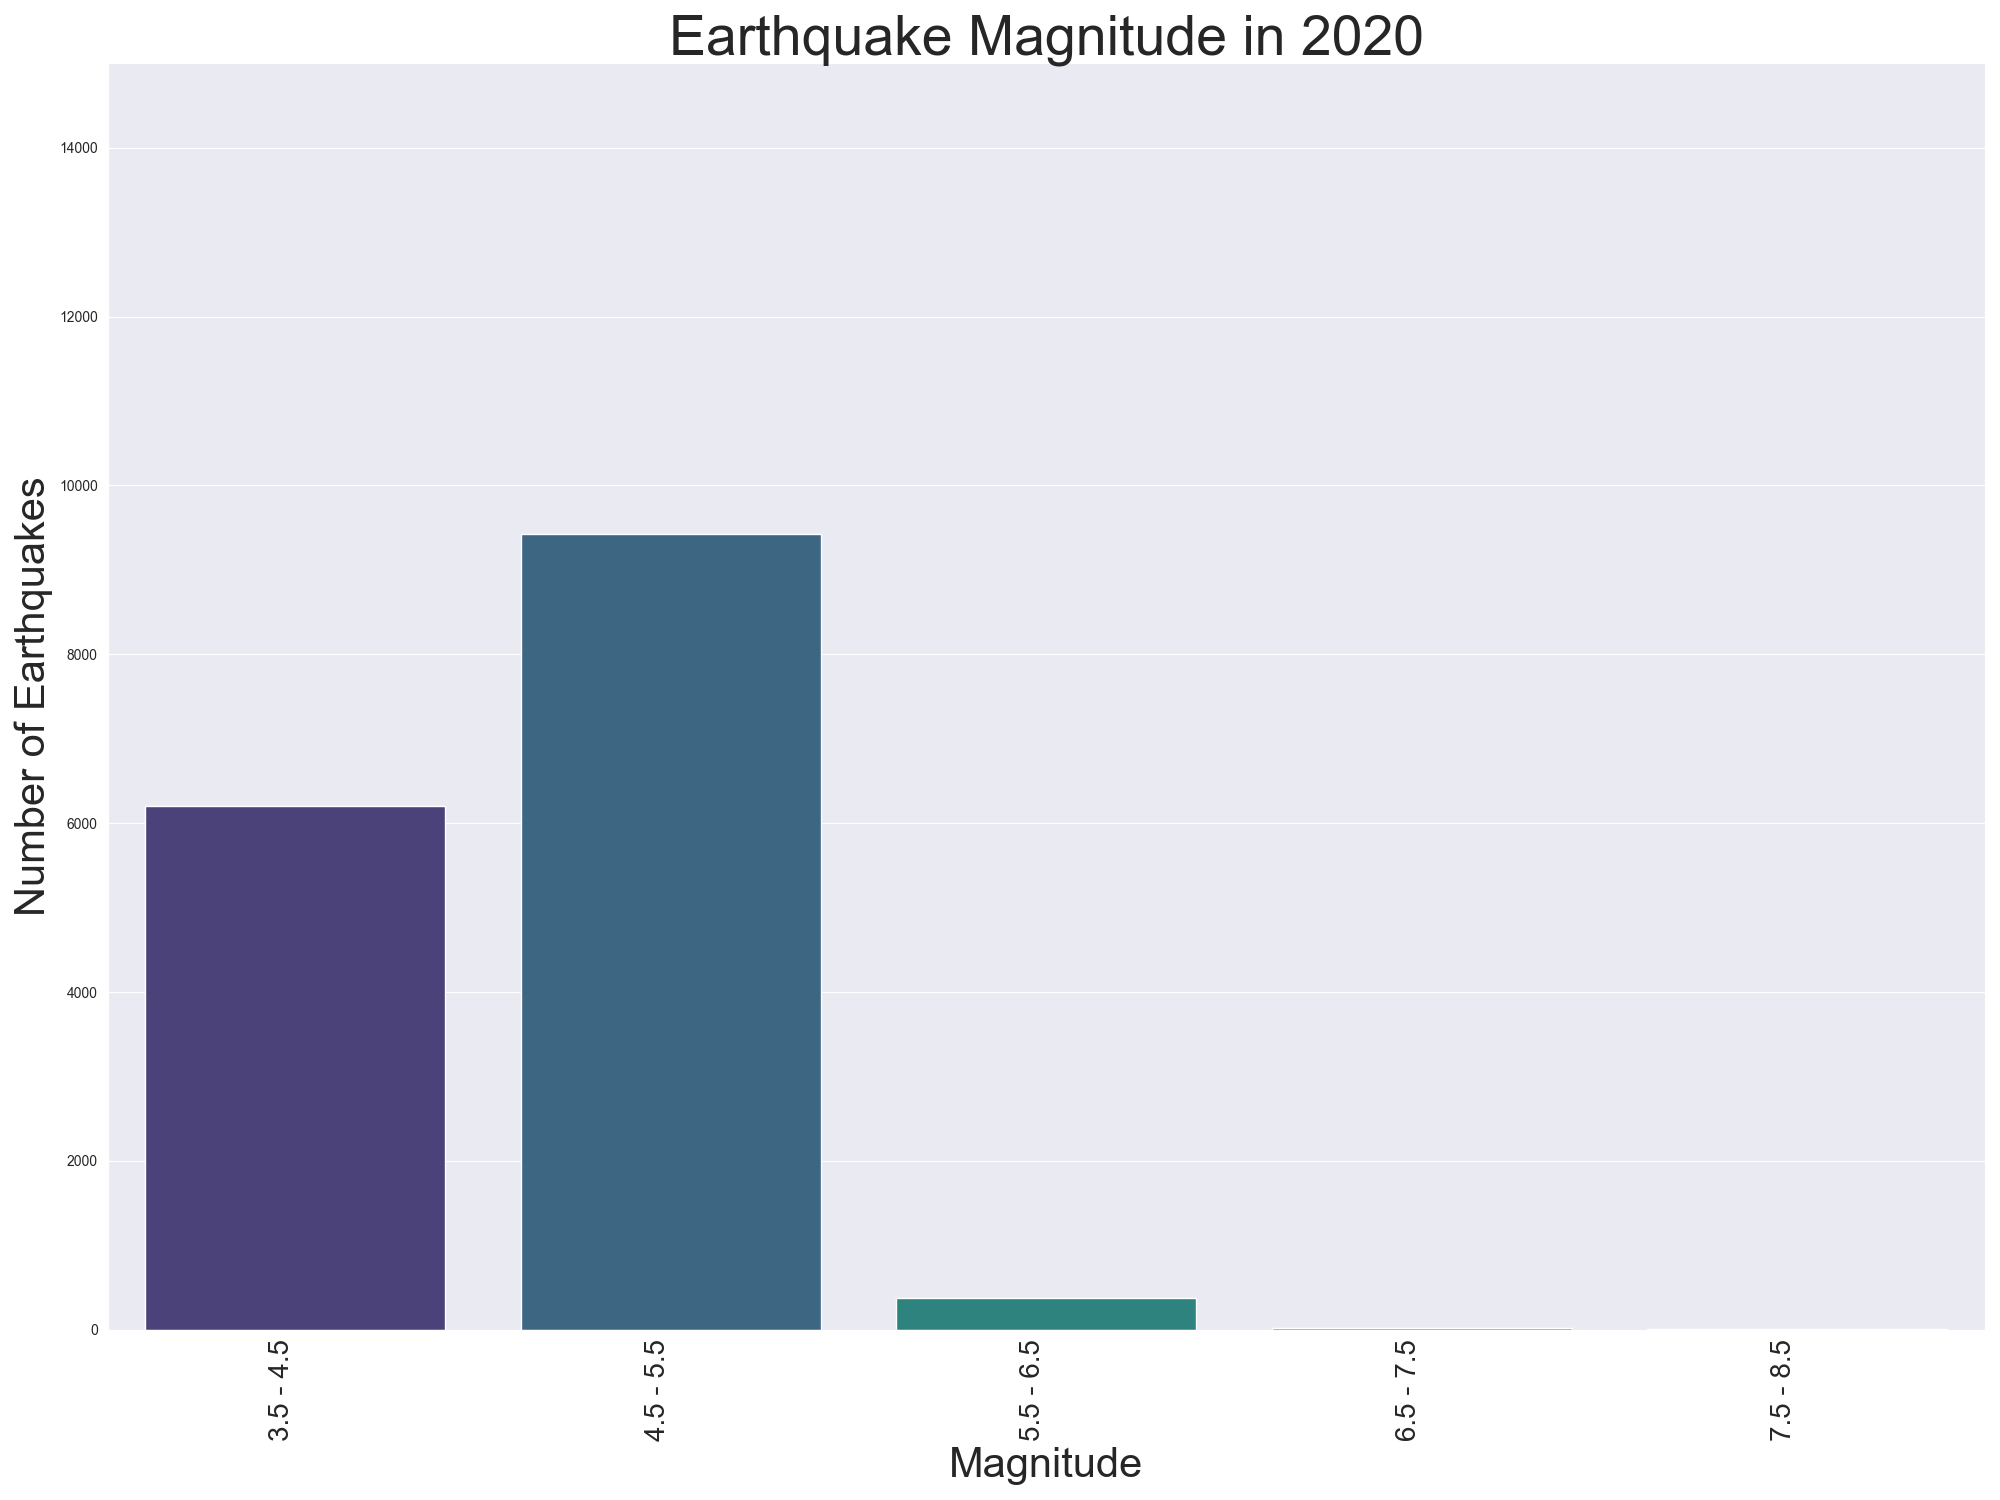 Earthquake Magnitude in 2020
Number of Earthquakes
14000
12000
10000
8000
6000
4000
2000
0
3.5 - 4.5
4.5 - 5.5
5.5 - 6.5
6.5 - 7.5
7.5 - 8.5
Magnitude